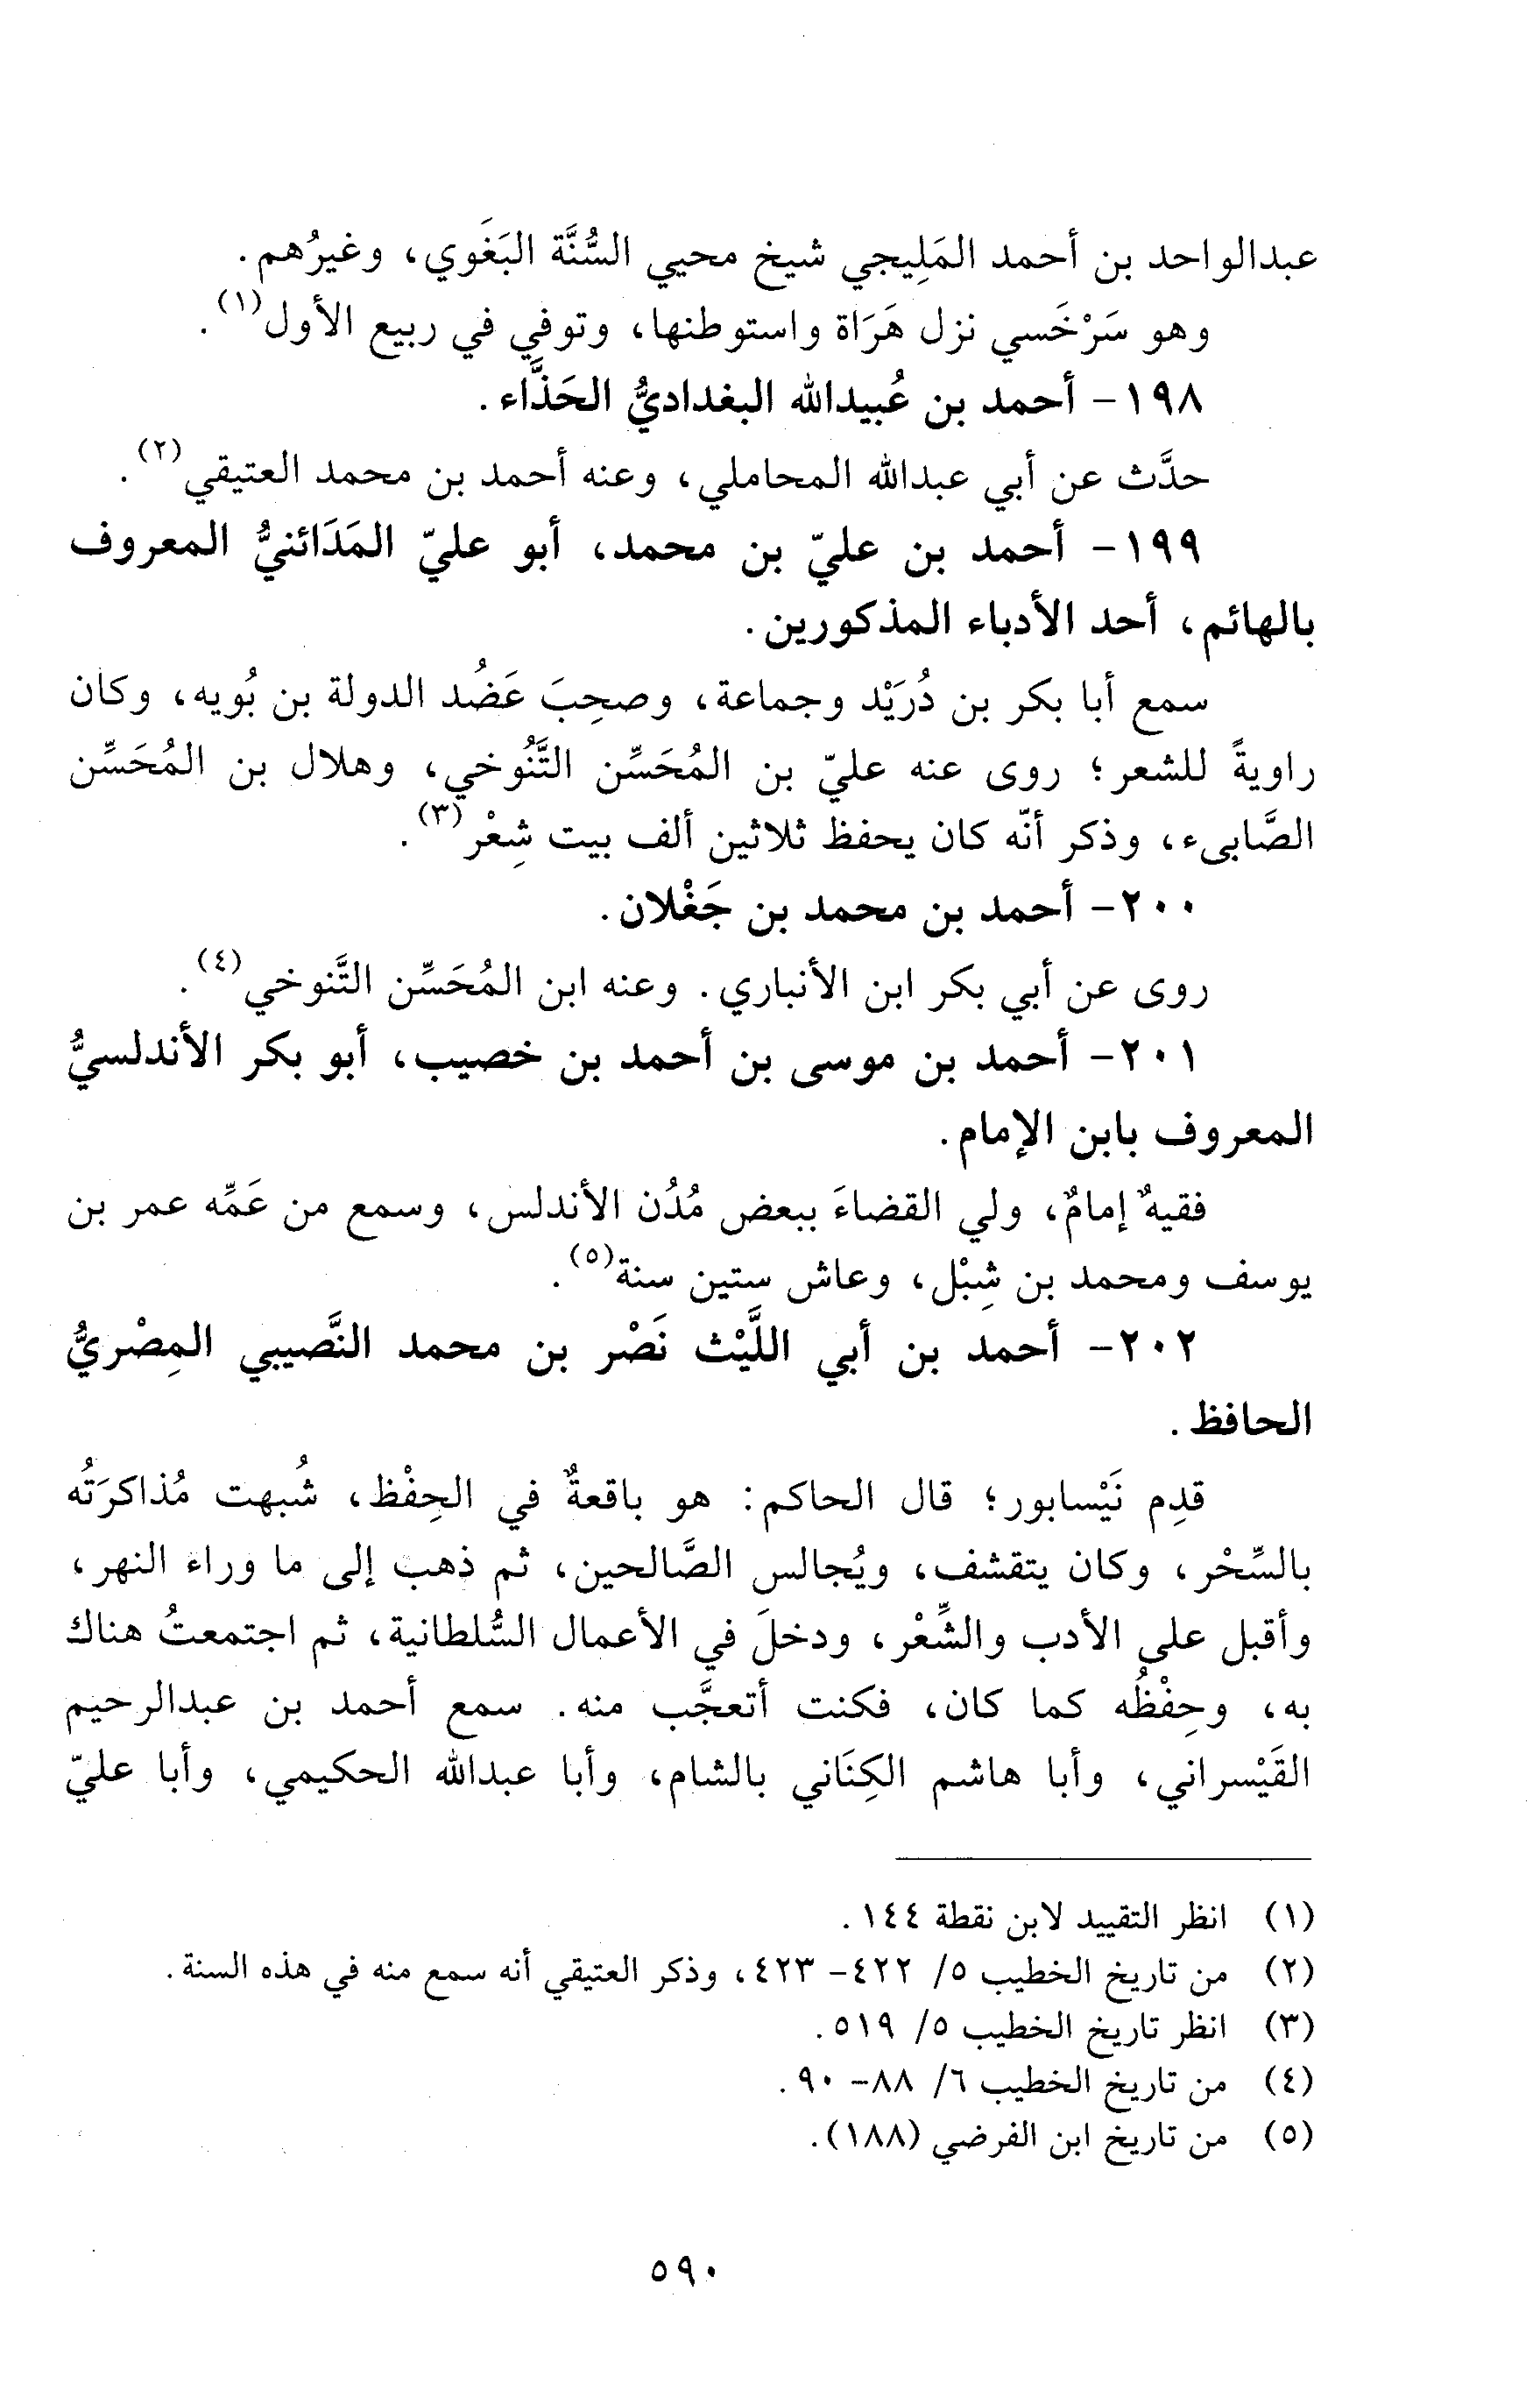 عبدالواحد بن أحمد المَلِيجي شيخ محيي السُّنَّة البَغَوي، وغيرُهم.
وهو سَرْخَسي نزل هَرَاة واستوطنها، وتوفي في ربيع الأول(١).
١٩٨- أحمد بن عُبيدالله البغداديُّ الحَذَّاء.
حدَّث عن أبي عبدالله المحاملي، وعنه أحمد بن محمد العتيقي(٢).
١٩٩- أحمد بن عليّ بن محمد، أبو عليّ المَدَائنيُّ المعروف
بالهائم، أحد الأدباء المذكورين.
سمع أبا بكر بن دُرَيْد وجماعة، وصحِبَ عَضُد الدولة بن بُويه، وكان
راويةً للشعر؛ روى عنه عليّ بن المُحَسِّن التَّنُوخي، وهلال بن المُحَسِّن
الصَّابىء، وذكر أنّه كان يحفظ ثلاثين ألف بيت شِعْر(٣).
٢٠٠- أحمد بن محمد بن جَغْلان.
روى عن أبي بكر ابن الأنباري. وعنه ابن المُحَسِّن التَّنوخي(٤).
٢٠١- أحمد بن موسى بن أحمد بن خصيب، أبو بكر الأندلسيُّ
المعروف بابن الإمام.
فقيهٌ إمامٌ، ولي القضاءَ ببعض مُدُن الأندلس، وسمع من عَمِّه عمر بن
يوسف ومحمد بن شِبْل، وعاش ستين سنة(٥).
٢٠٢- أحمد بن أبي اللَّيْث نَصْر بن محمد النَّصيبي المِصْريُّ
الحافظ.
قدِم نَيْسابور؛ قال الحاكم: هو باقعةٌ في الحِفْظ، شُبهت مُذاكرَتُه
بالسِّحْر، وكان يتقشف، ويُجالس الصَّالحين، ثم ذهب إلى ما وراء النهر،
وأقبل على الأدب والشِّعْر، ودخلَ في الأعمال السُّلطانية، ثم اجتمعتُ هناك
به، وحِفْظُه كما كان، فكنت أتعجَّب منه. سمع أحمد بن عبدالرحيم
القَيْسراني، وأبا هاشم الكِنَاني بالشام، وأبا عبدالله الحكيمي، وأبا عليّ
(١) انظر التقييد لابن نقطة ١٤٤.
(٢) من تاريخ الخطيب ٥/ ٤٢٢- ٤٢٣، وذكر العتيقي أنه سمع منه في هذه السنة.
(٣) انظر تاريخ الخطيب ٥/ ٥١٩.
(٤) من تاريخ الخطيب ٦/ ٨٨- ٩٠.
(٥) من تاريخ ابن الفرضي (١٨٨).
٥٩٠